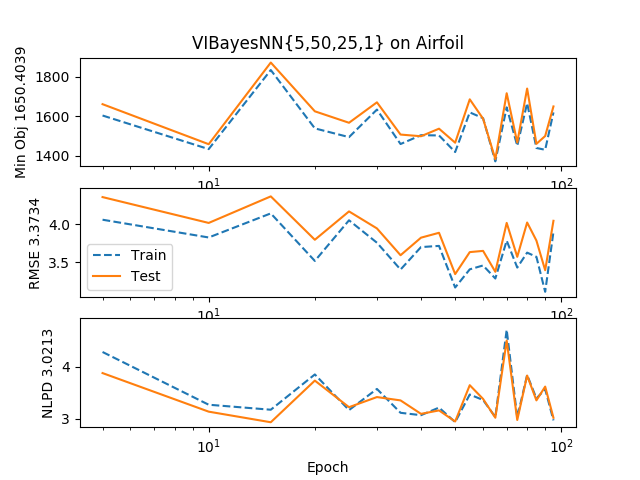 VIBayesNN{5,50,25,1} on Airfoil
Min Obj 1650.4039
1800
1600
1400
10¹
10²
RMSE 3.3734
4.0
3.5
Train
Test
10¹
10²
NLPD 3.0213
4
3
10¹
10²
Epoch